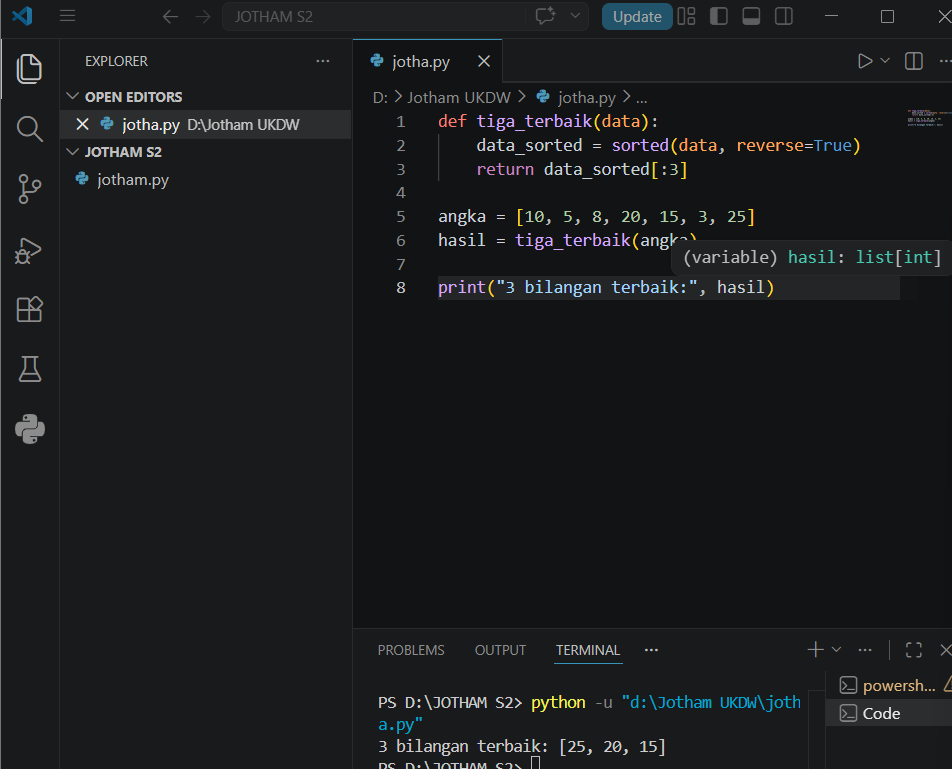 JOTHAM S2
Update
EXPLORER
OPEN EDITORS
jotha.py D:\Jotham UKDW
JOTHAM S2
jotham.py
jotha.py
D: > Jotham UKDW > jotha.py > ...
1 def tiga_terbaik(data):
2     data_sorted = sorted(data, reverse=True)
3     return data_sorted[:3]
4
5 angka = [10, 5, 8, 20, 15, 3, 25]
6 hasil = tiga_terbaik(angka)
(variable) hasil: list[int]
7
8 print("3 bilangan terbaik:", hasil)
PROBLEMS OUTPUT TERMINAL ...
powersh...
Code
PS D:\JOTHAM S2> python -u "d:\Jotham UKDW\joth
a.py"
3 bilangan terbaik: [25, 20, 15]
PS D:\JOTHAM S2>